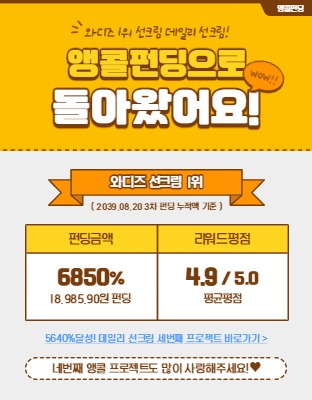 앵콜펀딩
와디즈 1위 선크림 데일리 선크림!
앵콜펀딩으로
WOW!!
돌아왔어요!
와디즈 선크림 1위
( 2039.08.20 3차 펀딩 누적액 기준 )
펀딩금액
리워드평점
6850%
4.9 / 5.0
18,985,90원 펀딩
평균평점
5640%달성! 데일리 선크림 세번째 프로젝트 바로가기 >
네번째 앵콜 프로젝트도 많이 사랑해주세요!♥